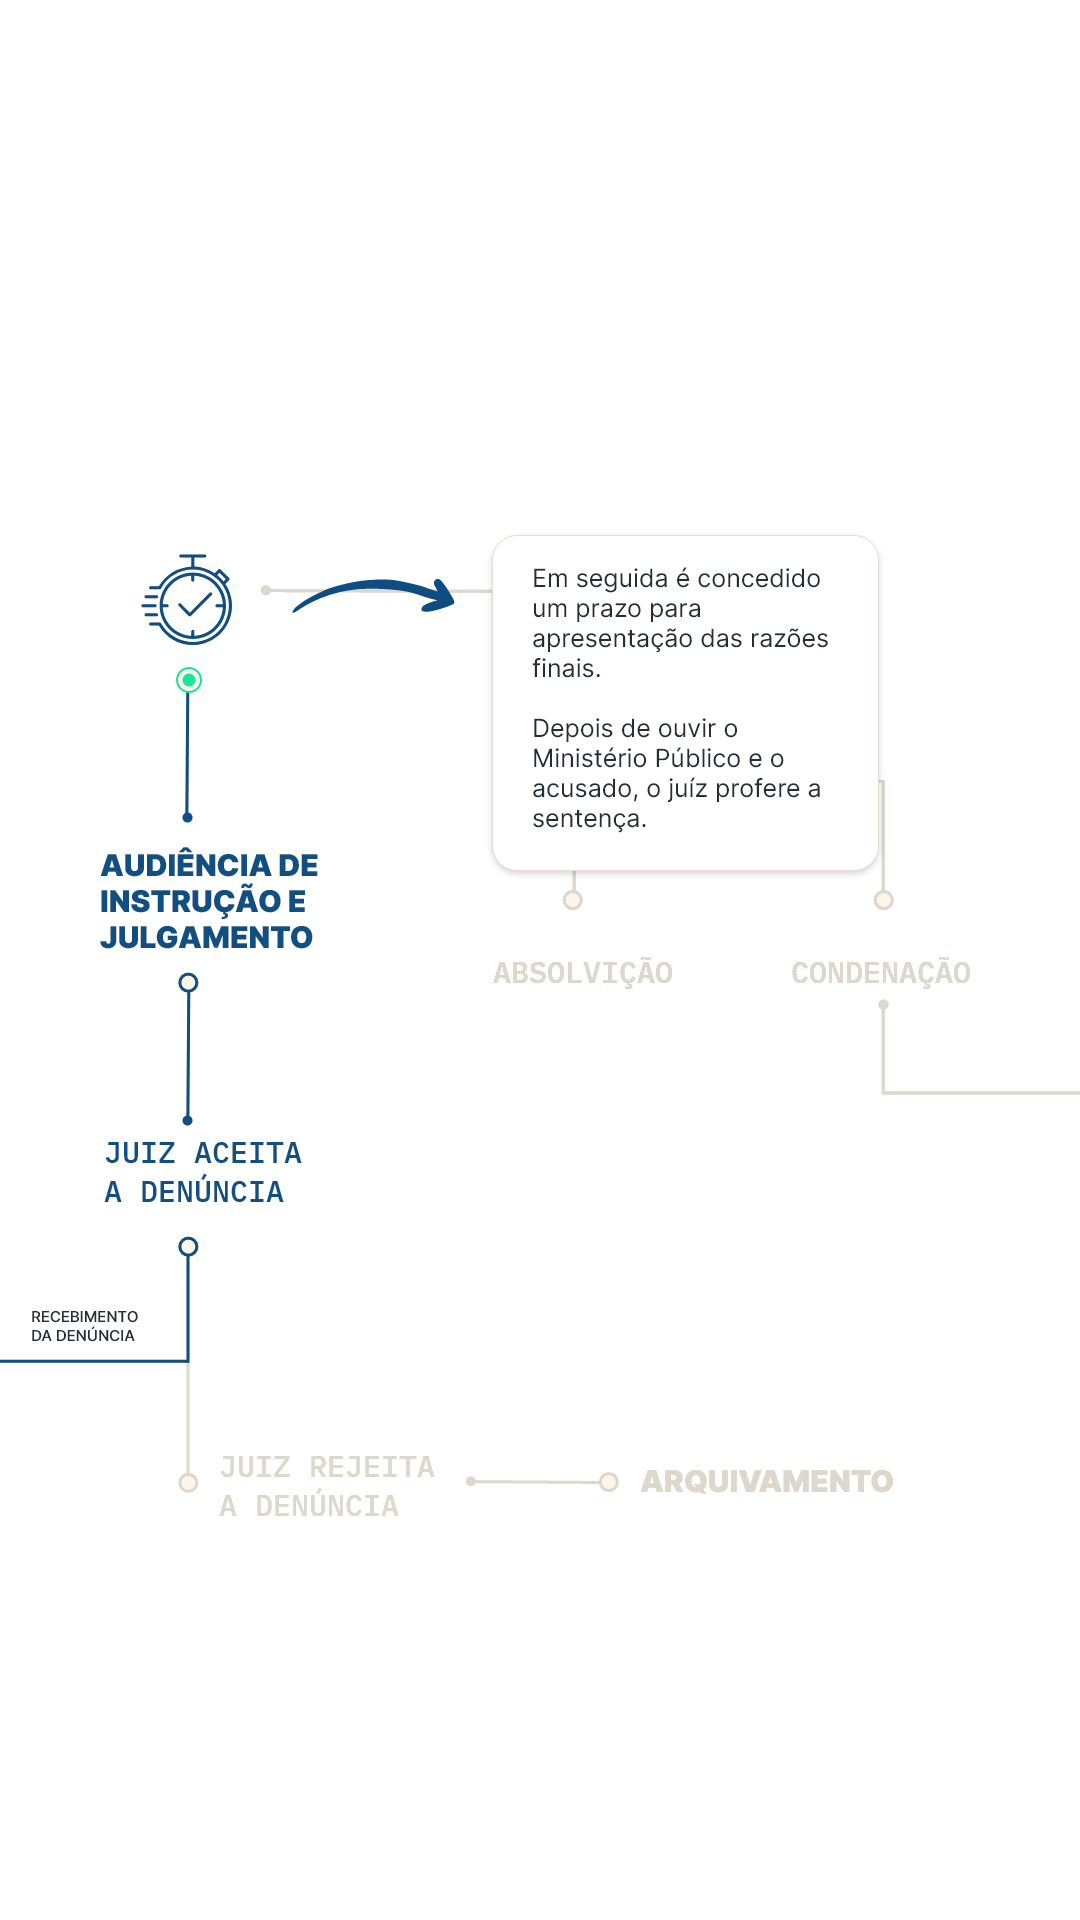 Em seguida é concedido
um prazo para
apresentação das razões
finais.
Depois de ouvir o
Ministério Público e o
acusado, o juíz profere a
sentença.
AUDIÊNCIA DE
INSTRUÇÃO E
JULGAMENTO
ABSOLVIÇÃO
CONDENAÇÃO
JUIZ ACEITA
A DENÚNCIA
RECEBIMENTO
DA DENÚNCIA
JUIZ REJEITA
A DENÚNCIA
ARQUIVAMENTO